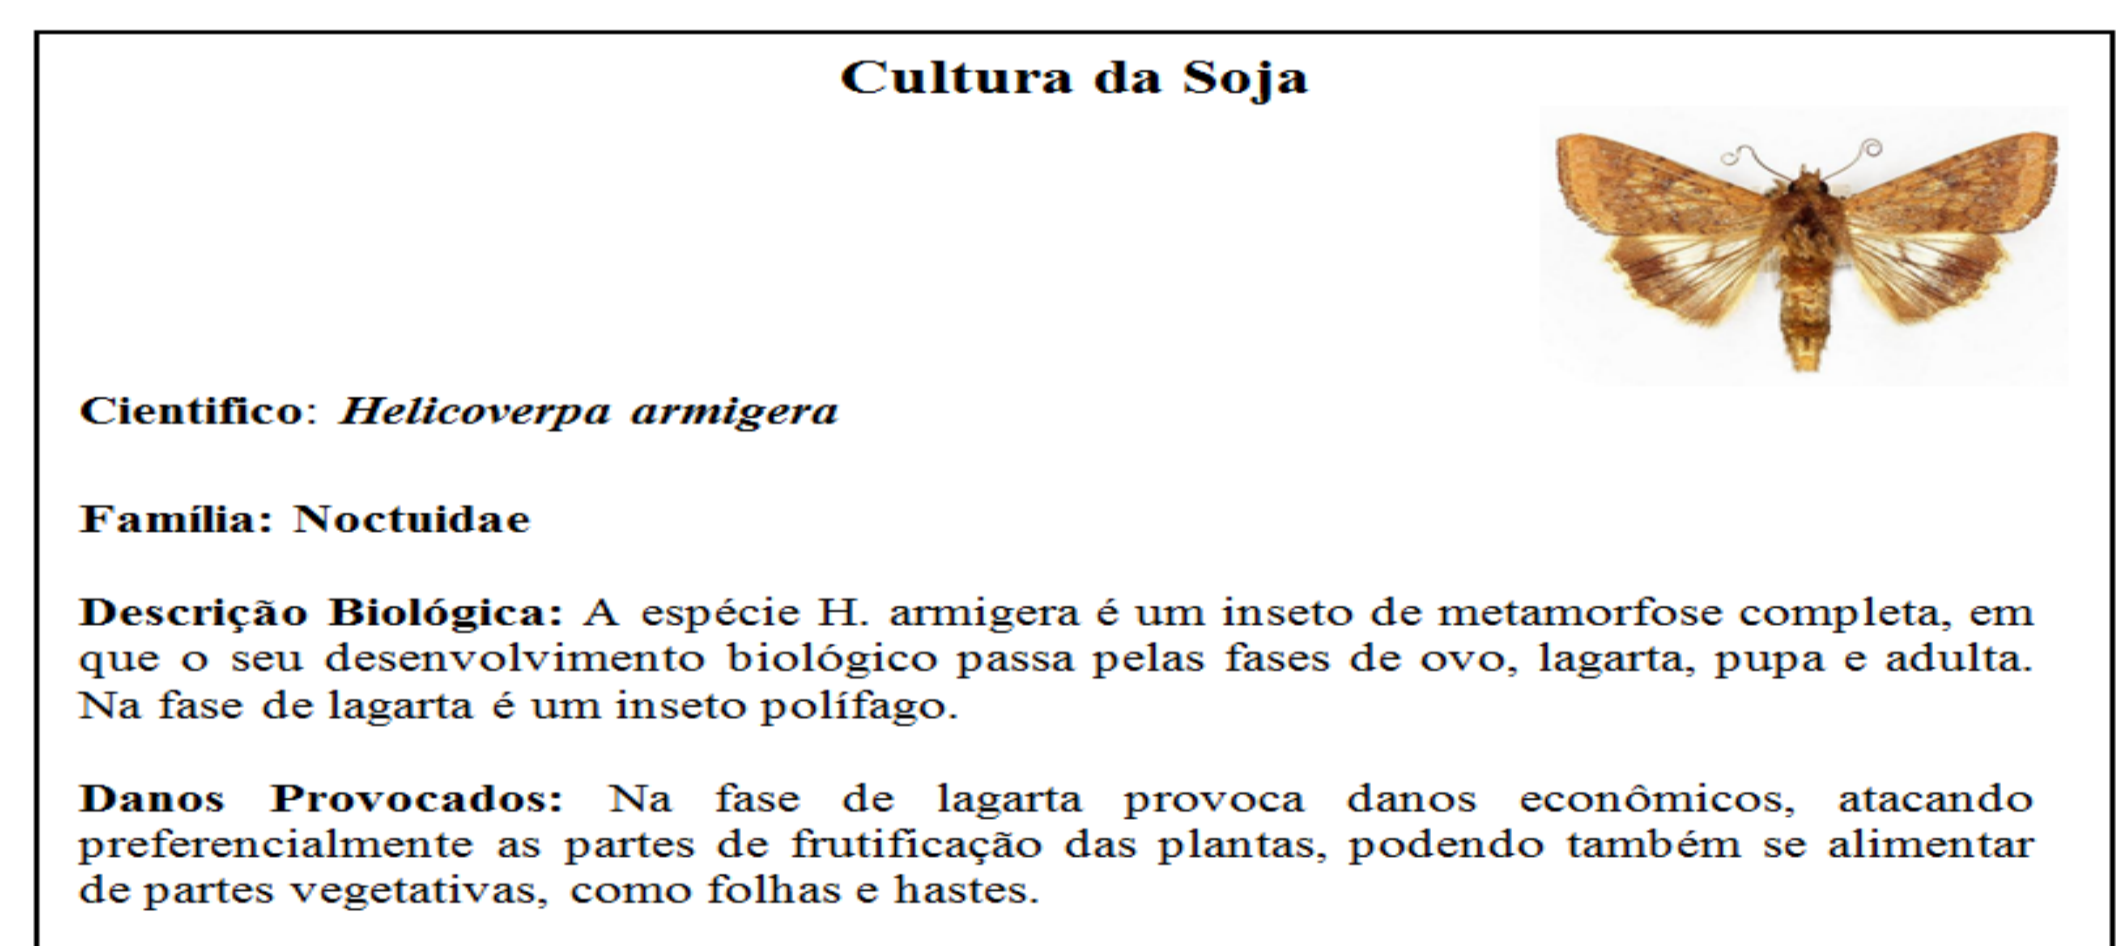 Cultura da Soja
Cientifico: Helicoverpa armigera
Família: Noctuidae
Descrição Biológica: A espécie H. armigera é um inseto de metamorfose completa, em
que o seu desenvolvimento biológico passa pelas fases de ovo, lagarta, pupa e adulta.
Na fase de lagarta é um inseto polífago.
Danos Provocados: Na fase de lagarta provoca danos econômicos, atacando
preferencialmente as partes de frutificação das plantas, podendo também se alimentar
de partes vegetativas, como folhas e hastes.